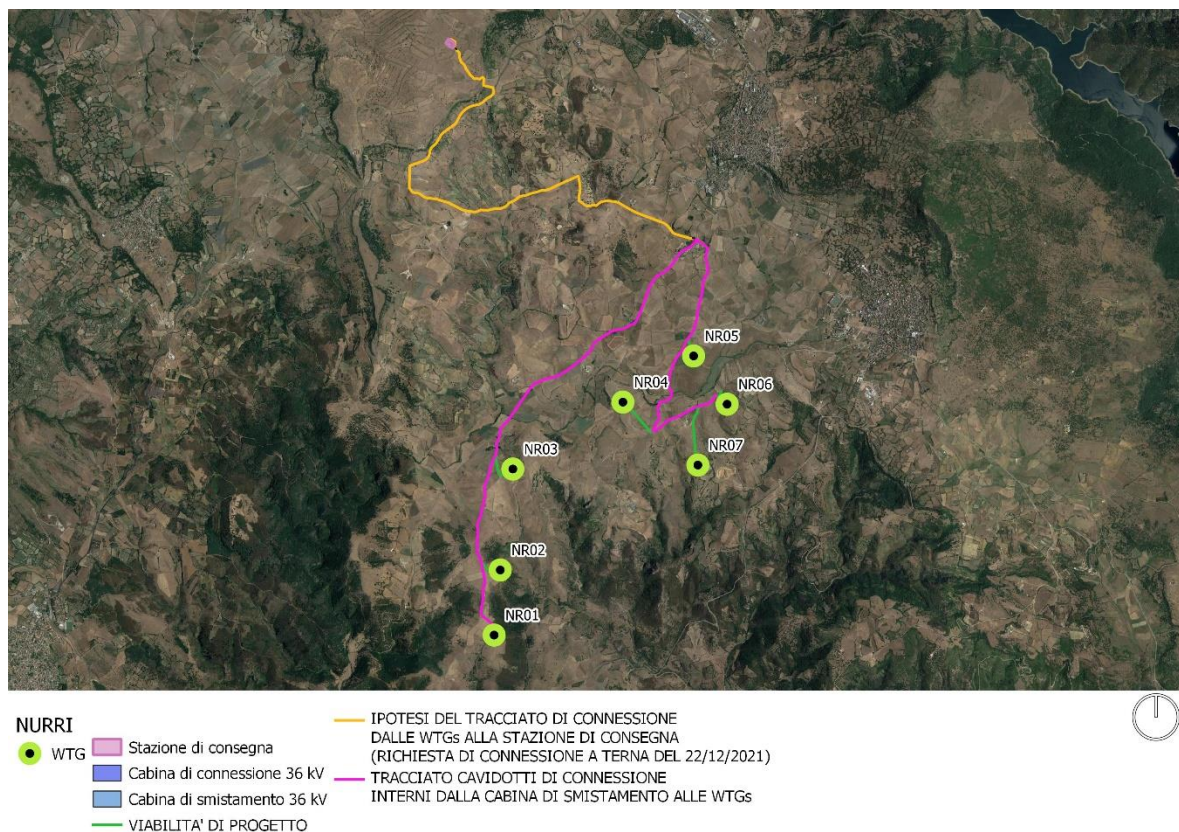 NR05
NR04
NR06
NR03
NR07
NR02
NR01
NURRI
WTG
Stazione di consegna
Cabina di connessione 36 kV
Cabina di smistamento 36 kV
VIABILITA' DI PROGETTO
IPOTESI DEL TRACCIATO DI CONNESSIONE
DALLE WTGs ALLA STAZIONE DI CONSEGNA
(RICHIESTA DI CONNESSIONE A TERNA DEL 22/12/2021)
TRACCIATO CAVIDOTTI DI CONNESSIONE
INTERNI DALLA CABINA DI SMISTAMENTO ALLE WTGs